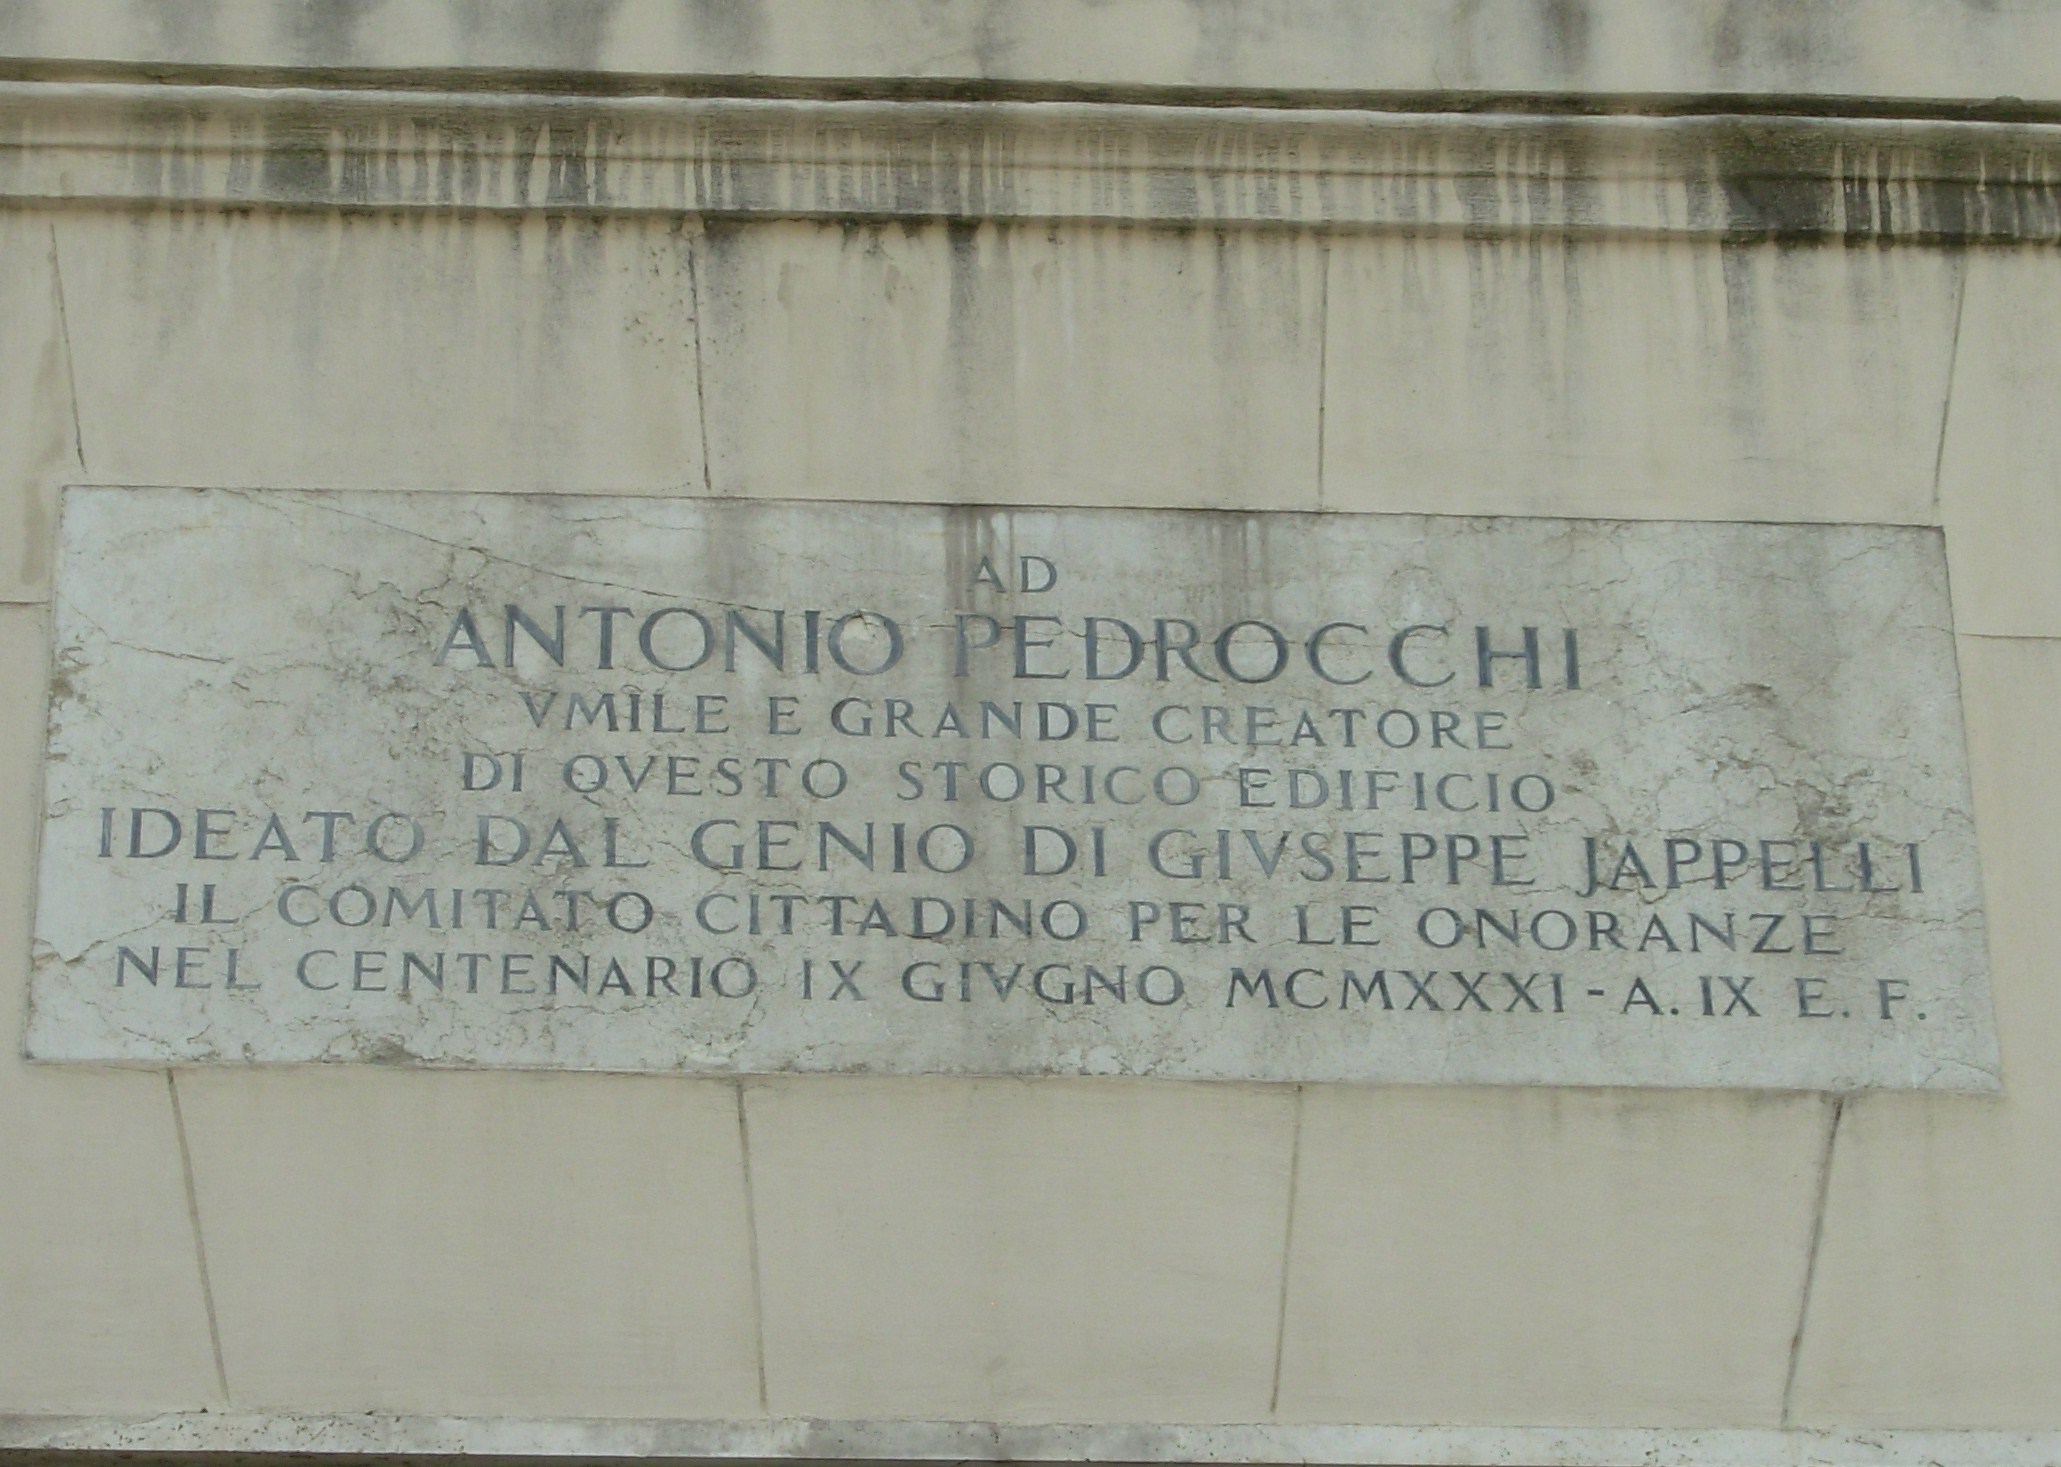 AD
ANTONIO PEDROCCHI
VMILE E GRANDE CREATORE
DI QVESTO STORICO EDIFICIO
IDEATO DAL GENIO DI GIVSEPPE JAPPELLI
IL COMITATO CITTADINO PER LE ONORANZE
NEL CENTENARIO IX GIVGNO MCMXXXI - A. IX E. F.